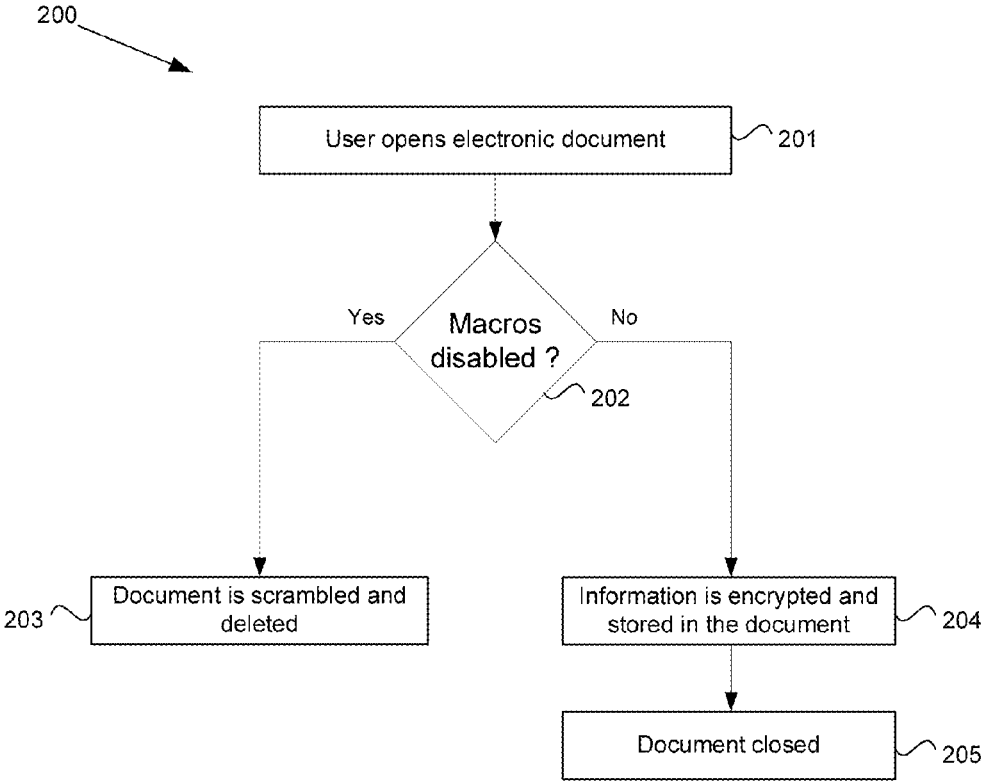 200
User opens electronic document
201
Yes
No
Macros
disabled ?
202
Document is scrambled and
deleted
203
Information is encrypted and
stored in the document
204
Document closed
205